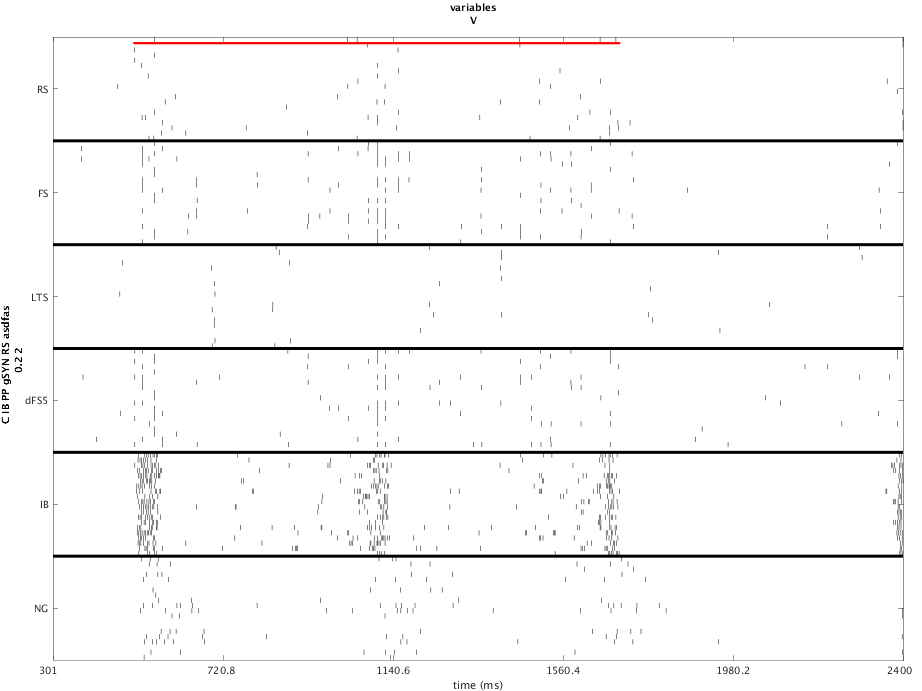 variables
V
RS
FS
LTS
dFS5
IB
NG
C IB PP gSYN RS asdfas
0.2 2
301
720.8
1140.6
1560.4
1980.2
2400
time (ms)